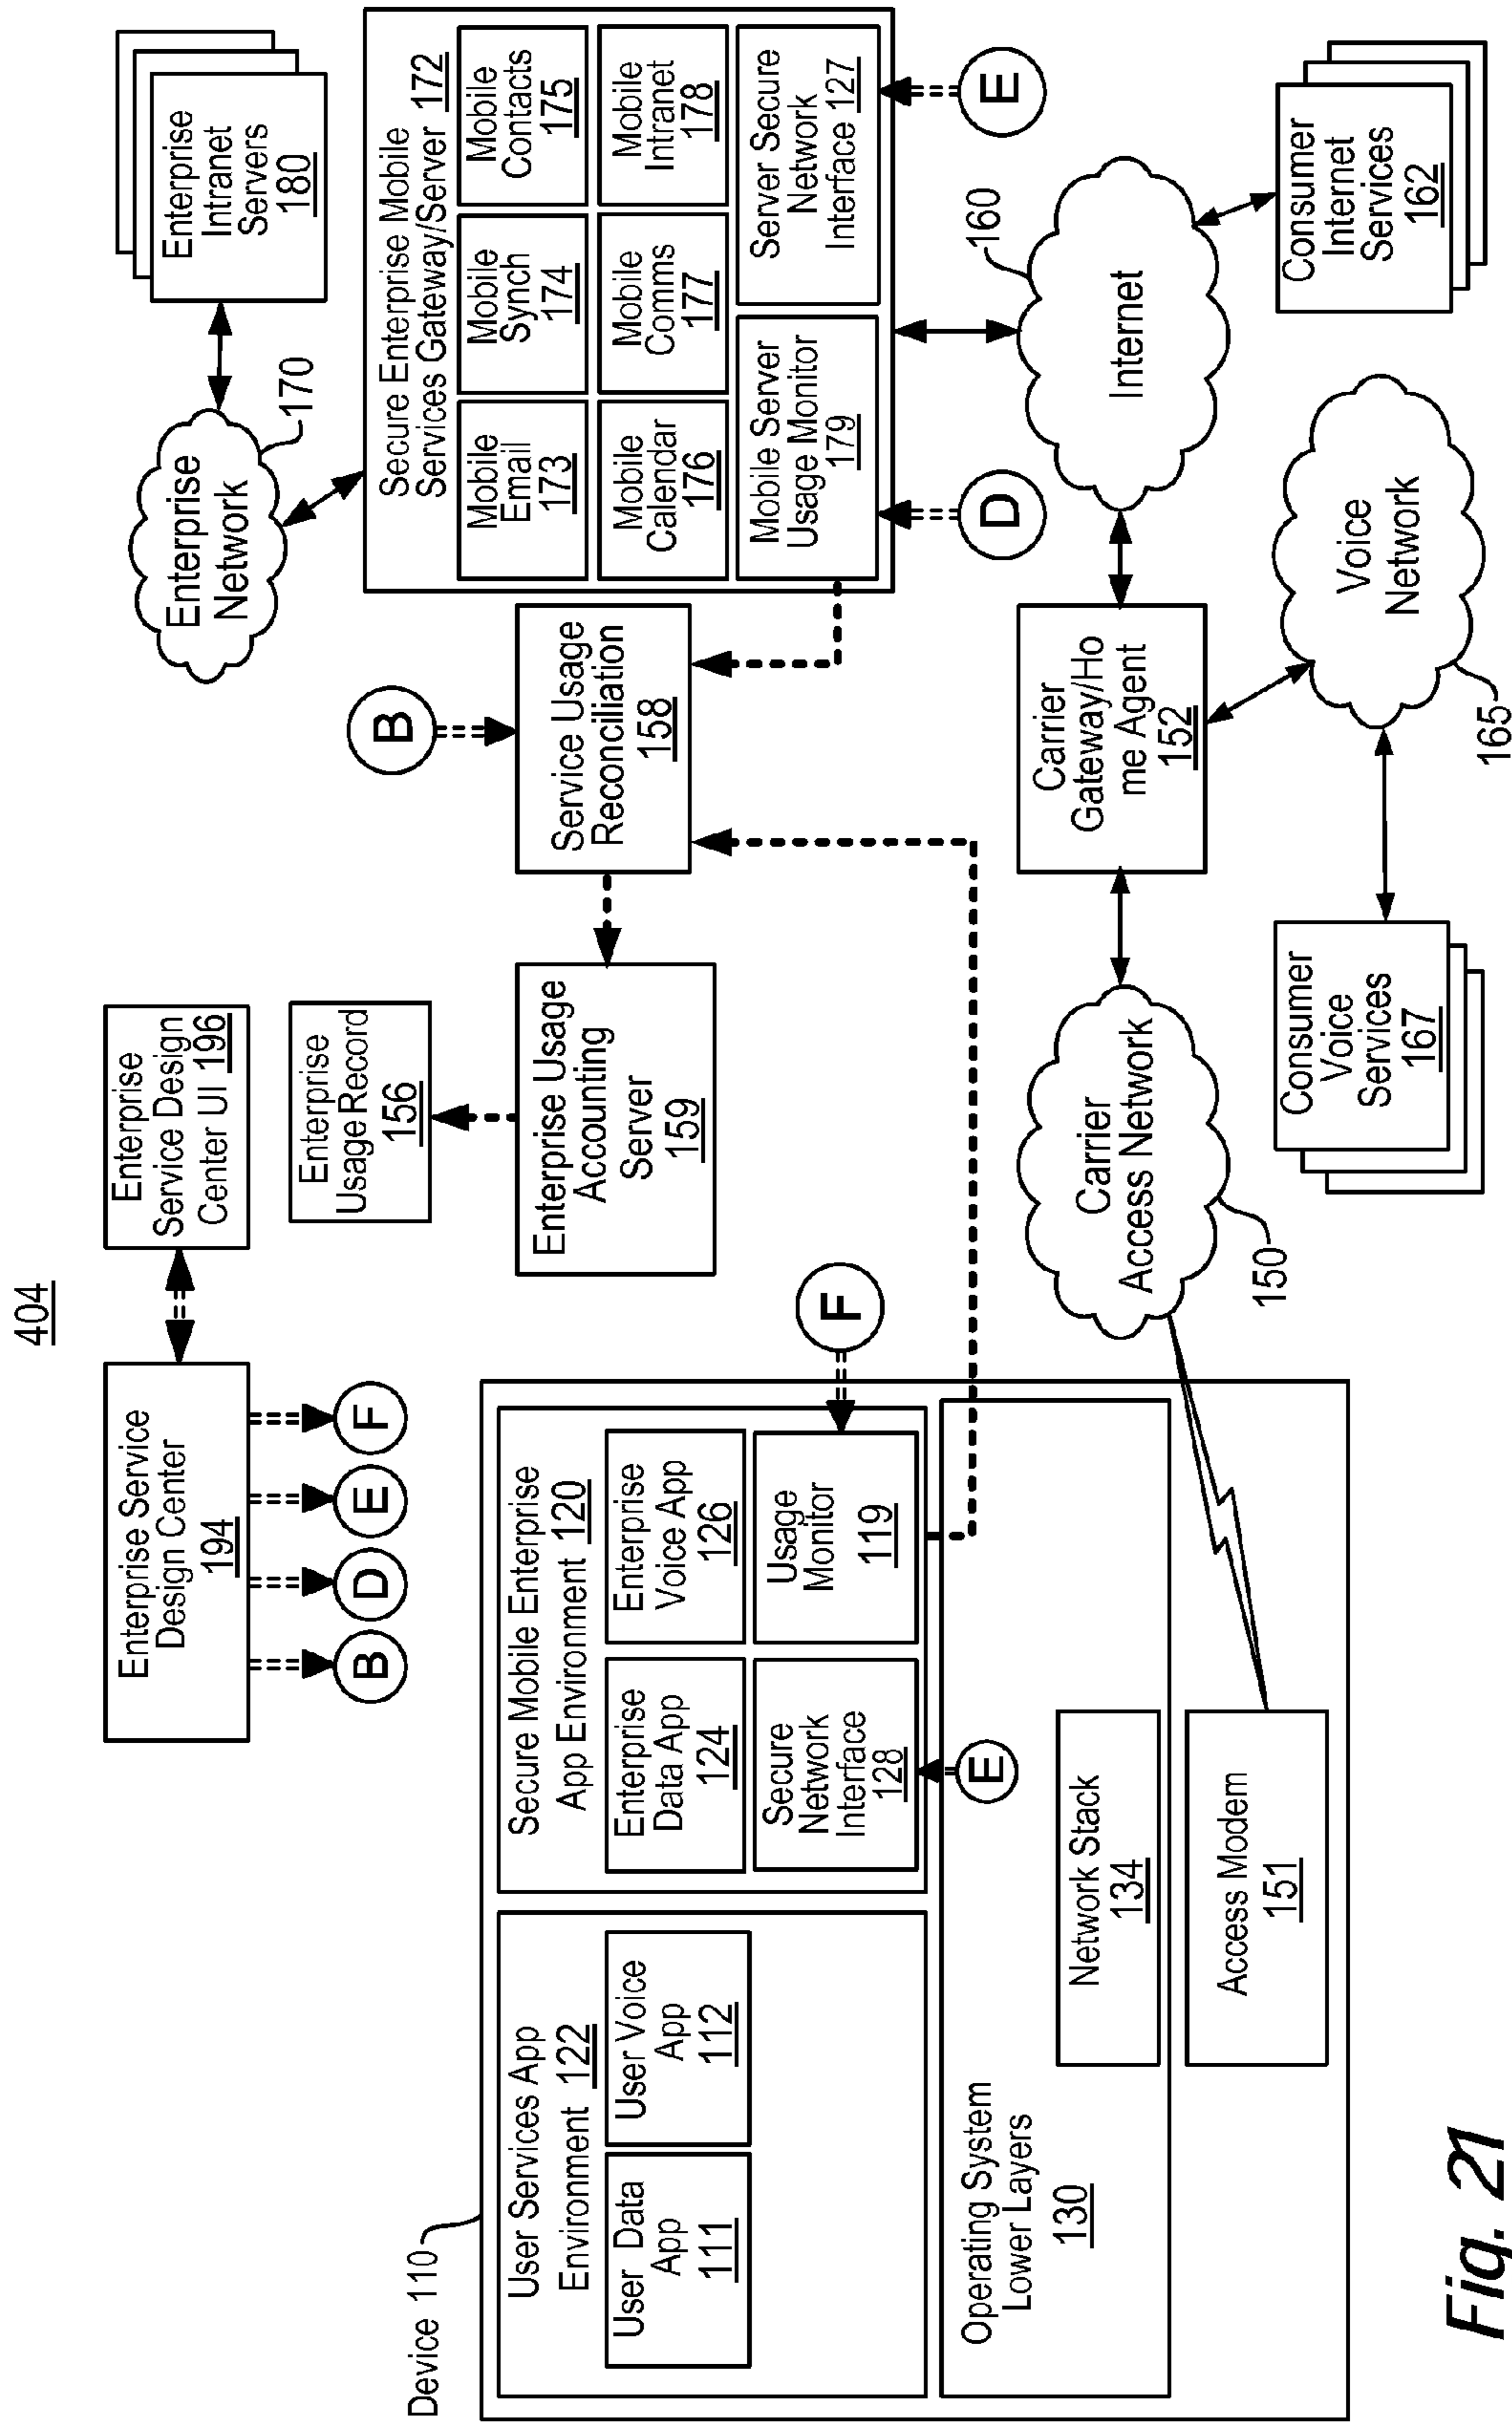 404
Enterprise Service
Design Center
194
Enterprise
Service Design
Center UI 196
B
D
E
F
Enterprise
Usage Record
156
Enterprise Usage
Accounting
Server
159
B
Service Usage
Reconciliation
158
Enterprise
Network
170
Enterprise
Intranet
Servers
180
Secure Enterprise Mobile
Services Gateway/Server 172
Mobile
Email
173
Mobile
Synch
174
Mobile
Contacts
175
Mobile
Calendar
176
Mobile
Comms
177
Mobile
Intranet
178
Mobile Server
Usage Monitor
179
Server Secure
Network
Interface 127
D
E
Device 110
User Services App
Environment 122
User Data
App
111
User Voice
App
112
Secure Mobile Enterprise
App Environment 120
Enterprise
Data App
124
Enterprise
Voice App
126
Secure
Network
Interface
128
Usage
Monitor
119
F
E
Operating System
Lower Layers
130
Network Stack
134
Access Modem
151
Carrier
Access Network
150
Carrier
Gateway/Ho
me Agent
152
Internet
160
Consumer
Voice
Services
167
Voice
Network
165
Consumer
Internet
Services
162
Fig. 21